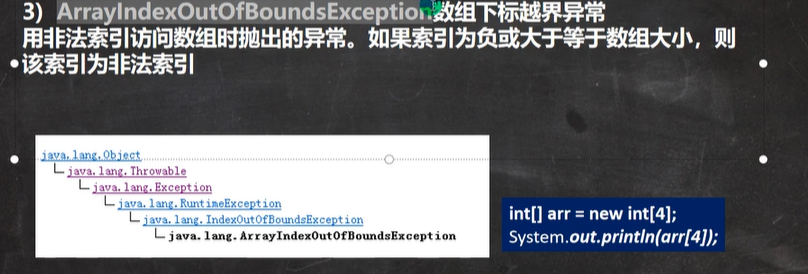 3）ArrayIndexOutOfBoundsException数组下标越界异常
用非法索引访问数组时抛出的异常。如果索引为负或大于等于数组大小，则
该索引为非法索引
java.lang.Object
java.lang.Throwable
java.lang.Exception
java.lang.RuntimeException
java.lang.IndexOutOfBoundsException
java.lang.ArrayIndexOutOfBoundsException
int[] arr = new int[4];
System.out.println(arr[4]);